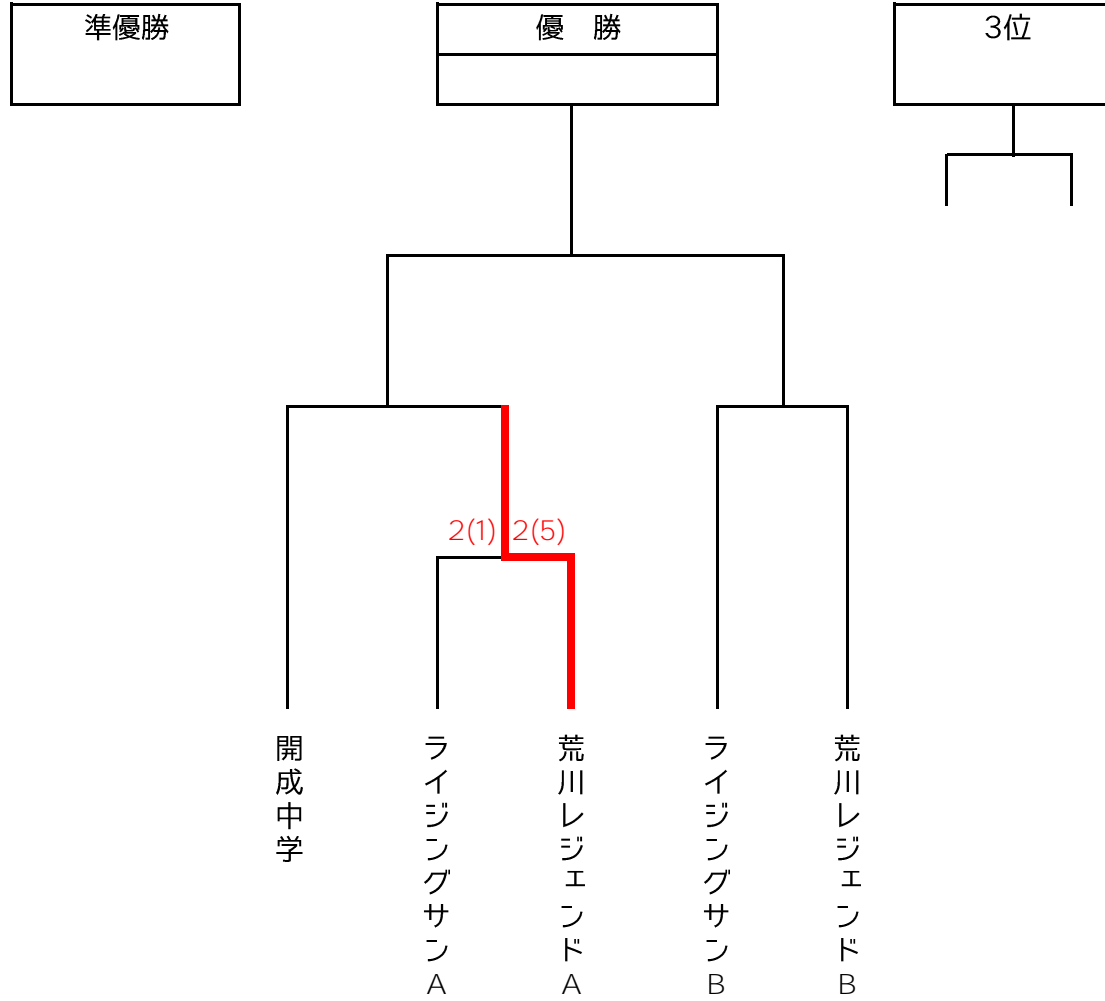 準優勝
優　勝
3位
2(1)
2(5)
開成中学
ライジングサンA
荒川レジェンドA
ライジングサンB
荒川レジェンドB